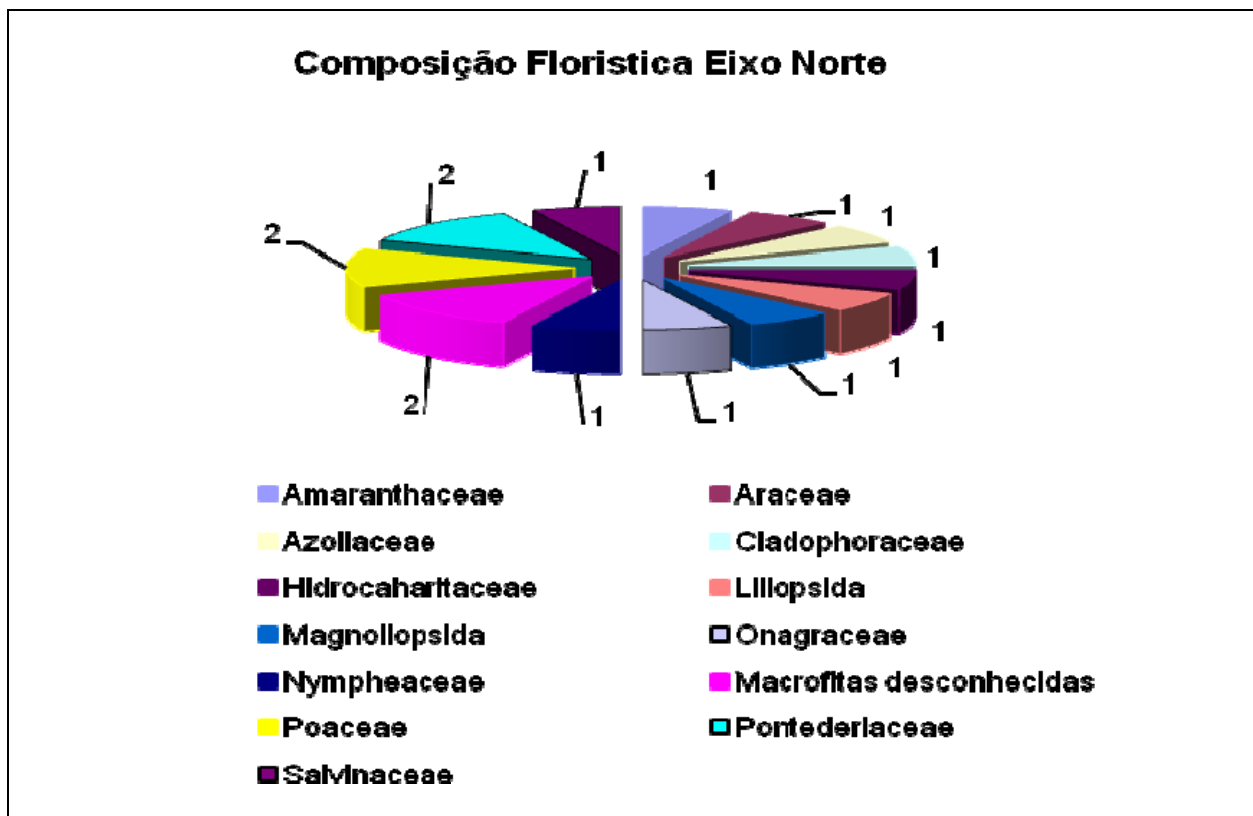 Composição Floristica Eixo Norte
2 1 1 1 1
2 1
1
2 1 1 1 1
Amaranthaceae Araceae
Azollaceae Cladophoraceae
Hidrocaharitaceae Liliopsida
Magnoliopsida Onagraceae
Nympheaceae Macrofitas desconhecidas
Poaceae Pontederiaceae
Salvinaceae